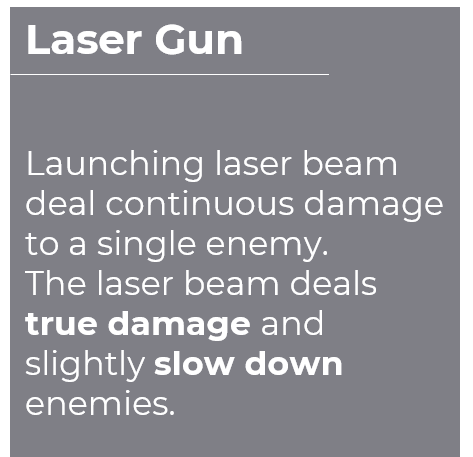 Laser Gun
Launching laser beam
deal continuous damage
to a single enemy.
The laser beam deals
true damage and
slightly slow down
enemies.